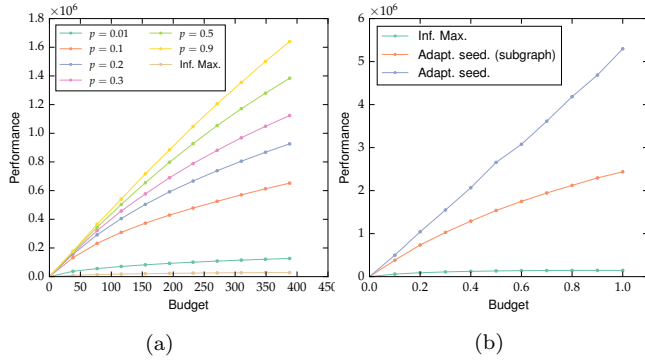 ×10⁶
1.8
1.6
1.4
1.2
1.0
0.8
0.6
0.4
0.2
0.0
Performance
p = 0.01
p = 0.1
p = 0.2
p = 0.3
p = 0.5
p = 0.9
Inf. Max.
0 50 100 150 200 250 300 350 400 450
Budget
(a)
×10⁶
6
5
4
3
2
1
0
Performance
Inf. Max.
Adapt. seed. (subgraph)
Adapt. seed.
0.0 0.2 0.4 0.6 0.8 1.0
Budget
(b)